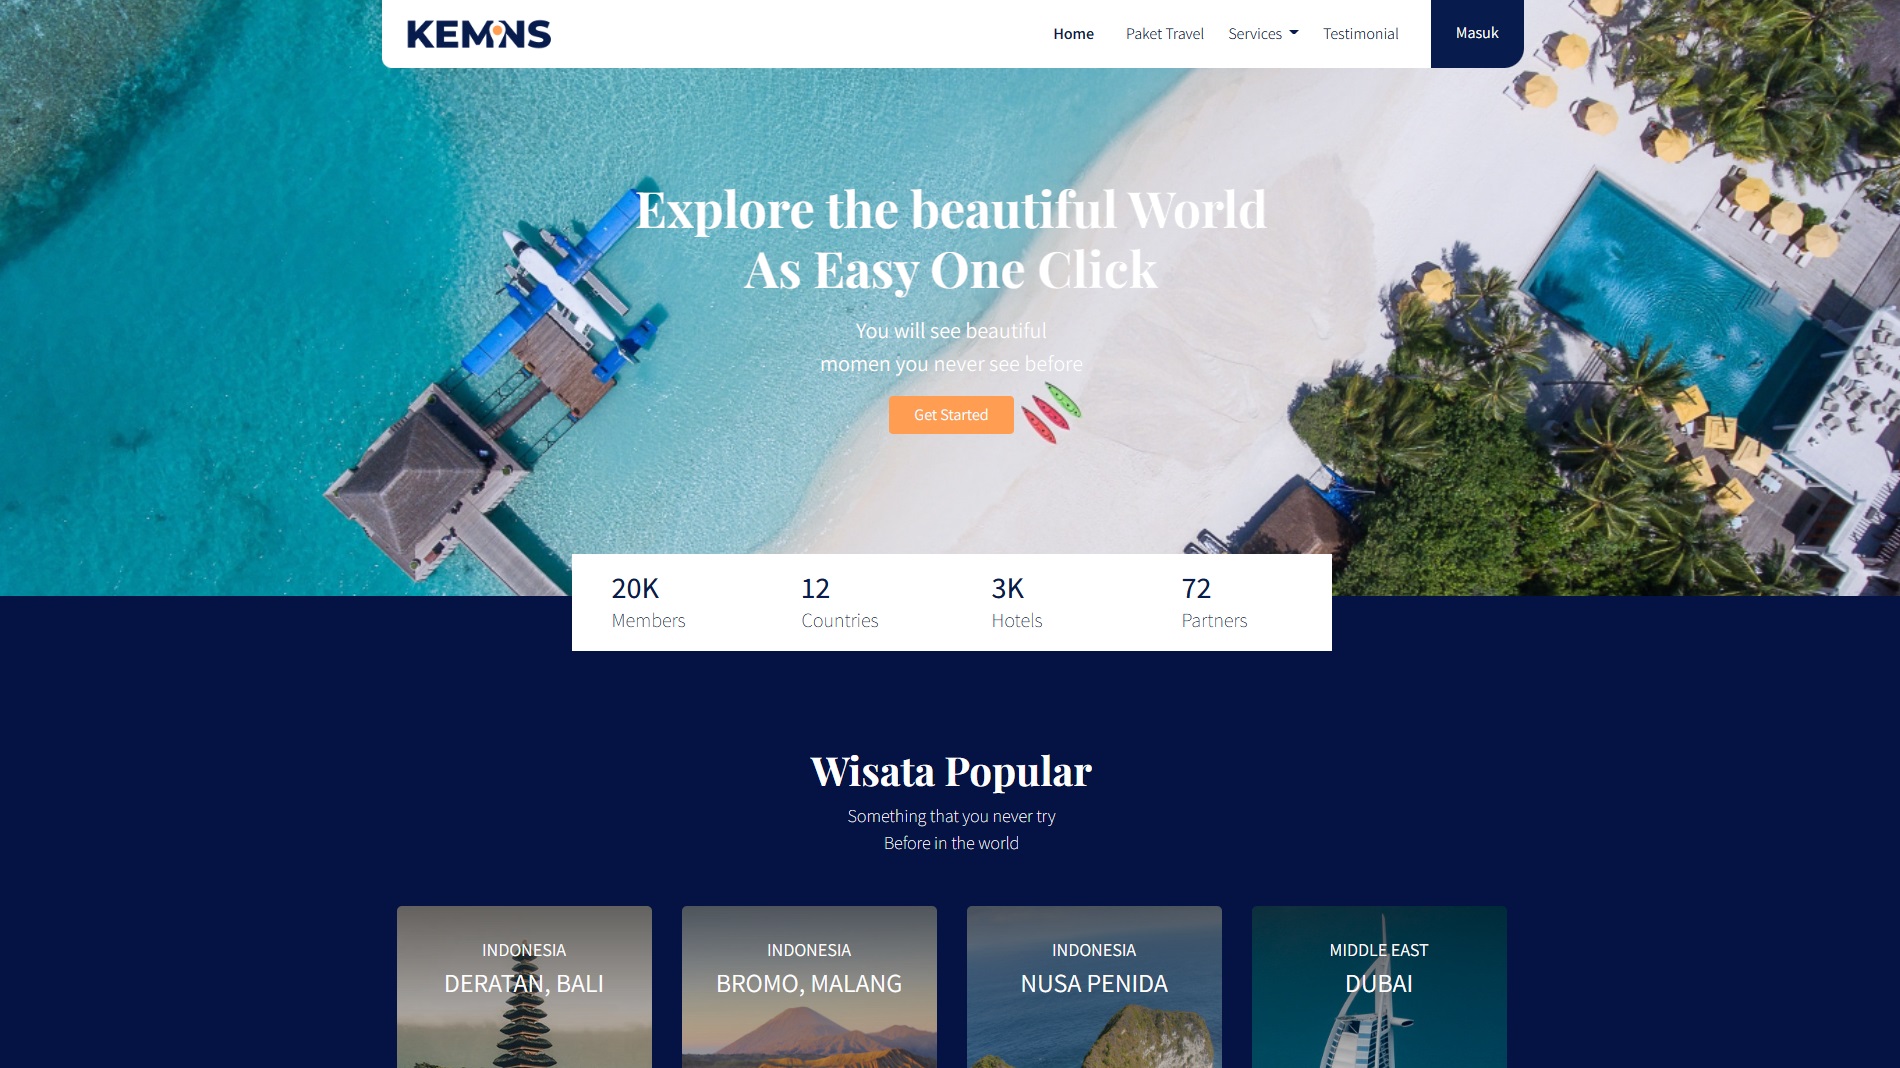 KEMNS
Home
Paket Travel
Services
Testimonial
Masuk
Explore the beautiful World
As Easy One Click
You will see beautiful
momen you never see before
Get Started
20K
Members
12
Countries
3K
Hotels
72
Partners
Wisata Popular
Something that you never try
Before in the world
INDONESIA
DERATAN, BALI
INDONESIA
BROMO, MALANG
INDONESIA
NUSA PENIDA
MIDDLE EAST
DUBAI